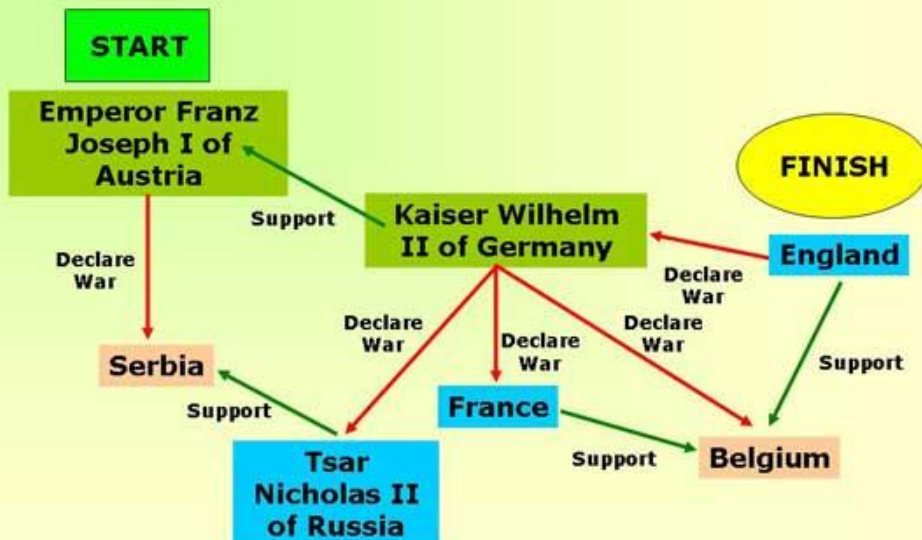 START
Emperor Franz
Joseph I of
Austria
FINISH
Support
Kaiser Wilhelm
II of Germany
England
Declare
War
Declare
War
Declare
War
Declare
War
Declare
War
Serbia
Support
Support
France
Support
Belgium
Tsar
Nicholas II
of Russia